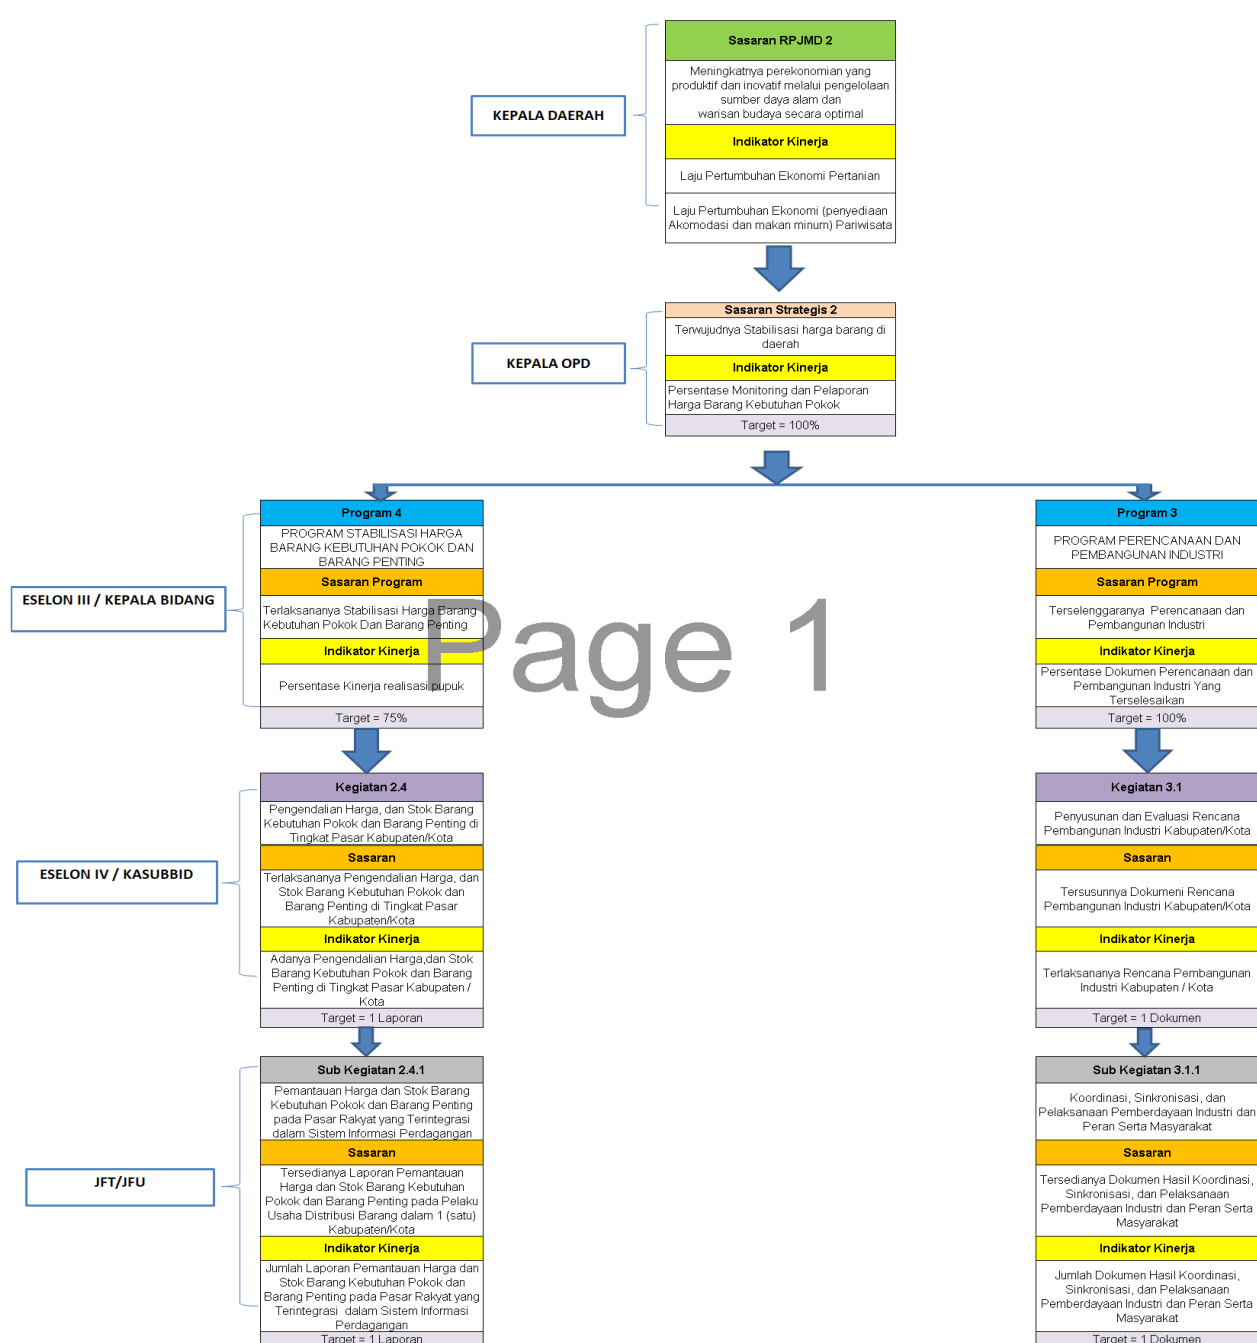 Sasaran RPJMD 2
Meningkatnya perekonomian yang
produktif dan inovatif melalui pengelolaan
sumber daya alam dan
warisan budaya secara optimal
KEPALA DAERAH
Indikator Kinerja
Laju Pertumbuhan Ekonomi Pertanian
Laju Pertumbuhan Ekonomi (penyediaan
Akomodasi dan makan minum) Pariwisata
Sasaran Strategis 2
Terwujudnya Stabilisasi harga barang di
daerah
KEPALA OPD
Indikator Kinerja
Persentase Monitoring dan Pelaporan
Harga Barang Kebutuhan Pokok
Target = 100%
Program 4
PROGRAM STABILISASI HARGA
BARANG KEBUTUHAN POKOK DAN
BARANG PENTING
Sasaran Program
ESELON III / KEPALA BIDANG
Terlaksananya Stabilisasi Harga Barang
Kebutuhan Pokok Dan Barang Penting
Indikator Kinerja
Persentase Kinerja realisasi pupuk
Target = 75%
Program 3
PROGRAM PERENCANAAN DAN
PEMBANGUNAN INDUSTRI
Sasaran Program
Terselenggaranya Perencanaan dan
Pembangunan Industri
Indikator Kinerja
Persentase Dokumen Perencanaan dan
Pembangunan Industri Yang
Terselesaikan
Target = 100%
Page 1
Kegiatan 2.4
Pengendalian Harga, dan Stok Barang
Kebutuhan Pokok dan Barang Penting di
Tingkat Pasar Kabupaten/Kota
Sasaran
ESELON IV / KASUBBID
Terlaksananya Pengendalian Harga, dan
Stok Barang Kebutuhan Pokok dan
Barang Penting di Tingkat Pasar
Kabupaten/Kota
Indikator Kinerja
Adanya Pengendalian Harga,dan Stok
Barang Kebutuhan Pokok dan Barang
Penting di Tingkat Pasar Kabupaten /
Kota
Target = 1 Laporan
Kegiatan 3.1
Penyusunan dan Evaluasi Rencana
Pembangunan Industri Kabupaten/Kota
Sasaran
Tersusunnya Dokumeni Rencana
Pembangunan Industri Kabupaten/Kota
Indikator Kinerja
Terlaksananya Rencana Pembangunan
Industri Kabupaten / Kota
Target = 1 Dokumen
Sub Kegiatan 2.4.1
Pemantauan Harga dan Stok Barang
Kebutuhan Pokok dan Barang Penting
pada Pasar Rakyat yang Terintegrasi
dalam Sistem Informasi Perdagangan
Sasaran
JFT/JFU
Tersedianya Laporan Pemantauan
Harga dan Stok Barang Kebutuhan
Pokok dan Barang Penting pada Pelaku
Usaha Distribusi Barang dalam 1 (satu)
Kabupaten/Kota
Indikator Kinerja
Jumlah Laporan Pemantauan Harga dan
Stok Barang Kebutuhan Pokok dan
Barang Penting pada Pasar Rakyat yang
Terintegrasi dalam Sistem Informasi
Perdagangan
Target = 1 Laporan
Sub Kegiatan 3.1.1
Koordinasi, Sinkronisasi, dan
Pelaksanaan Pemberdayaan Industri dan
Peran Serta Masyarakat
Sasaran
Tersedianya Dokumen Hasil Koordinasi,
Sinkronisasi, dan Pelaksanaan
Pemberdayaan Industri dan Peran Serta
Masyarakat
Indikator Kinerja
Jumlah Dokumen Hasil Koordinasi,
Sinkronisasi, dan Pelaksanaan
Pemberdayaan Industri dan Peran Serta
Masyarakat
Target = 1 Dokumen